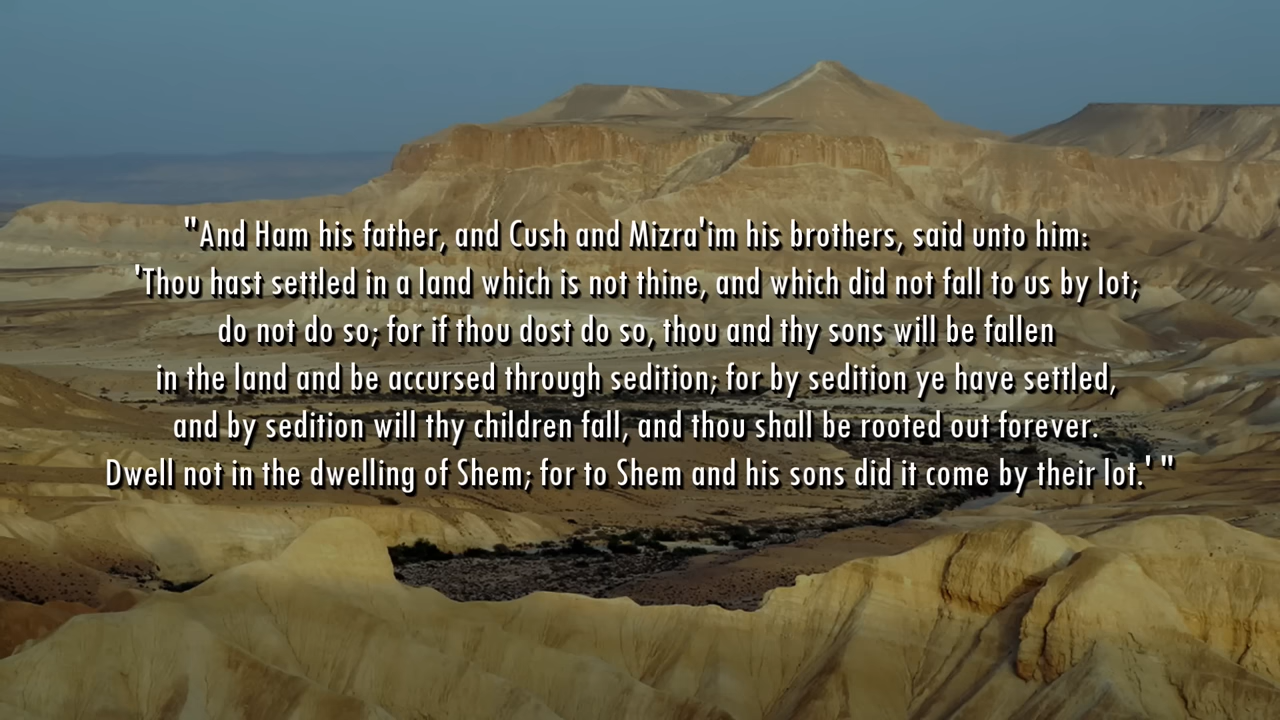 "And Ham his father, and Cush and Mizra'im his brothers, said unto him:
'Thou hast settled in a land which is not thine, and which did not fall to us by lot;
do not do so; for if thou dost do so, thou and thy sons will be fallen
in the land and be accursed through sedition; for by sedition ye have settled,
and by sedition will thy children fall, and thou shall be rooted out forever.
Dwell not in the dwelling of Shem; for to Shem and his sons did it come by their lot.' "